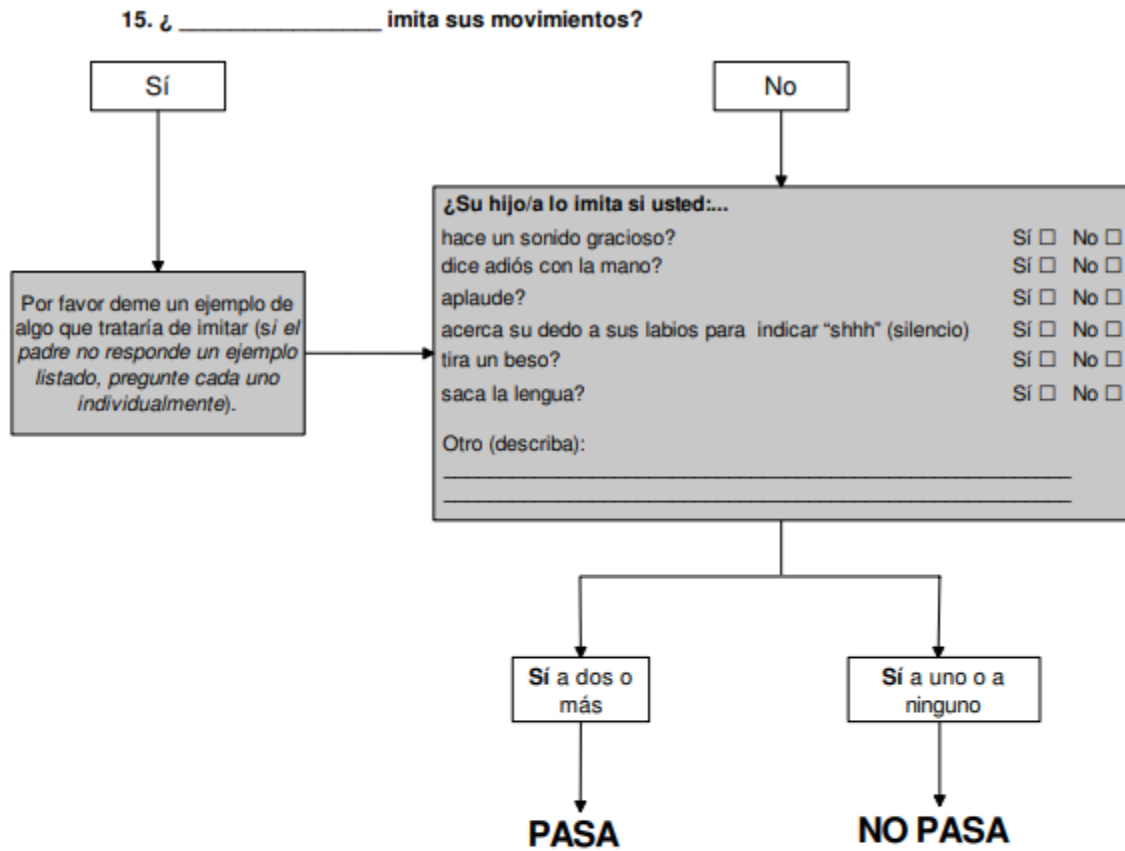 15. ¿ ________________ imita sus movimientos?
Sí
No
Por favor deme un ejemplo de
algo que trataría de imitar (si el
padre no responde un ejemplo
listado, pregunte cada uno
individualmente).
¿Su hijo/a lo imita si usted:...
hace un sonido gracioso? Sí ☐ No ☐
dice adiós con la mano? Sí ☐ No ☐
aplaude? Sí ☐ No ☐
acerca su dedo a sus labios para indicar “shhh” (silencio) Sí ☐ No ☐
tira un beso? Sí ☐ No ☐
saca la lengua? Sí ☐ No ☐
Otro (describa):
Sí a dos o
más
Sí a uno o a
ninguno
PASA
NO PASA